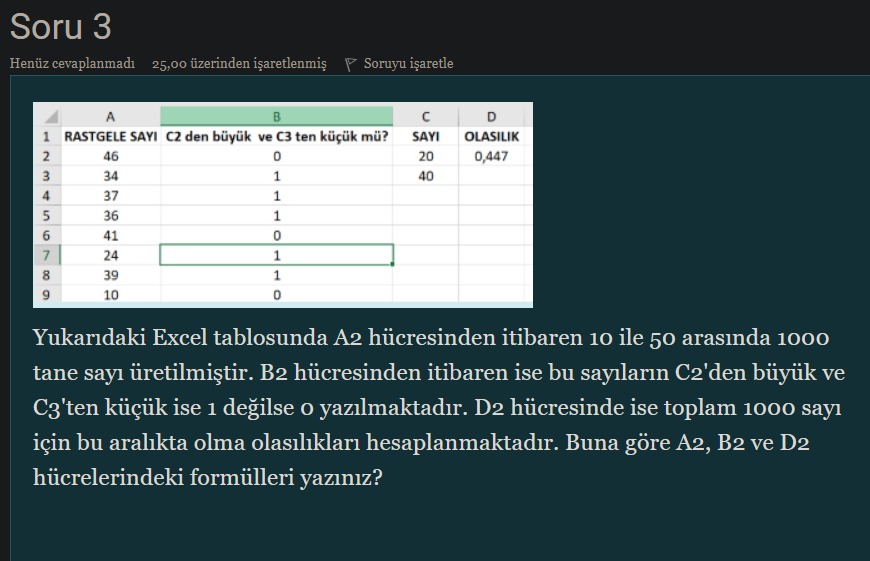 Soru 3
Henüz cevaplanmadı 25,00 üzerinden işaretlenmiş Soruyu işaretle
A B C D
1 RASTGELE SAYI C2 den büyük ve C3 ten küçük mü? SAYI OLASILIK
2 46 0 20 0,447
3 34 1 40
4 37 1
5 36 1
6 41 0
7 24 1
8 39 1
9 10 0
Yukarıdaki Excel tablosunda A2 hücresinden itibaren 10 ile 50 arasında 1000
tane sayı üretilmiştir. B2 hücresinden itibaren ise bu sayıların C2'den büyük ve
C3'ten küçük ise 1 değilse 0 yazılmaktadır. D2 hücresinde ise toplam 1000 sayı
için bu aralıkta olma olasılıkları hesaplanmaktadır. Buna göre A2, B2 ve D2
hücrelerindeki formülleri yazınız?